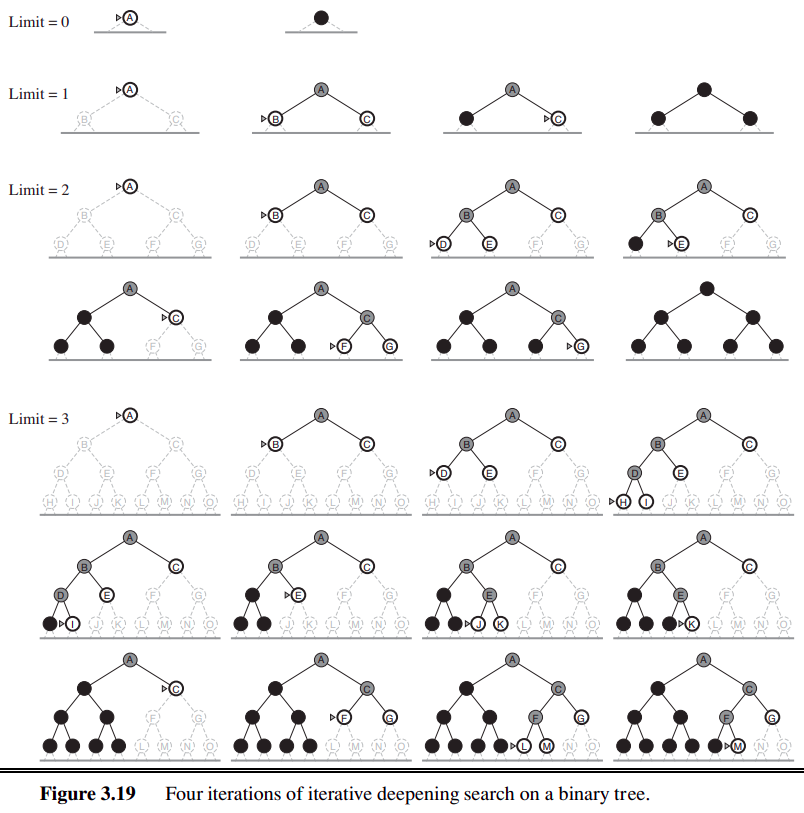 Limit = 0 A
Limit = 1 A A A
B C B C C
Limit = 2 A A A A
B C B C B C B C
D E F G D E F G D E F G E F G
A A A
C C C
F G F G G
Limit = 3 A A A A
B C B C B C B C
D E F G D E F G D E F G D E F G
H I J K L M N O H I J K L M N O H I J K L M N O H I J K L M N O
A A A A
B C B C B C B C
D E F G E F G E F G E F G
I J K L M N O J K L M N O J K L M N O K L M N O
A A A A
C C C C
F G F G F G F G
L M N O L M N O L M N O M N O
Figure 3.19 Four iterations of iterative deepening search on a binary tree.